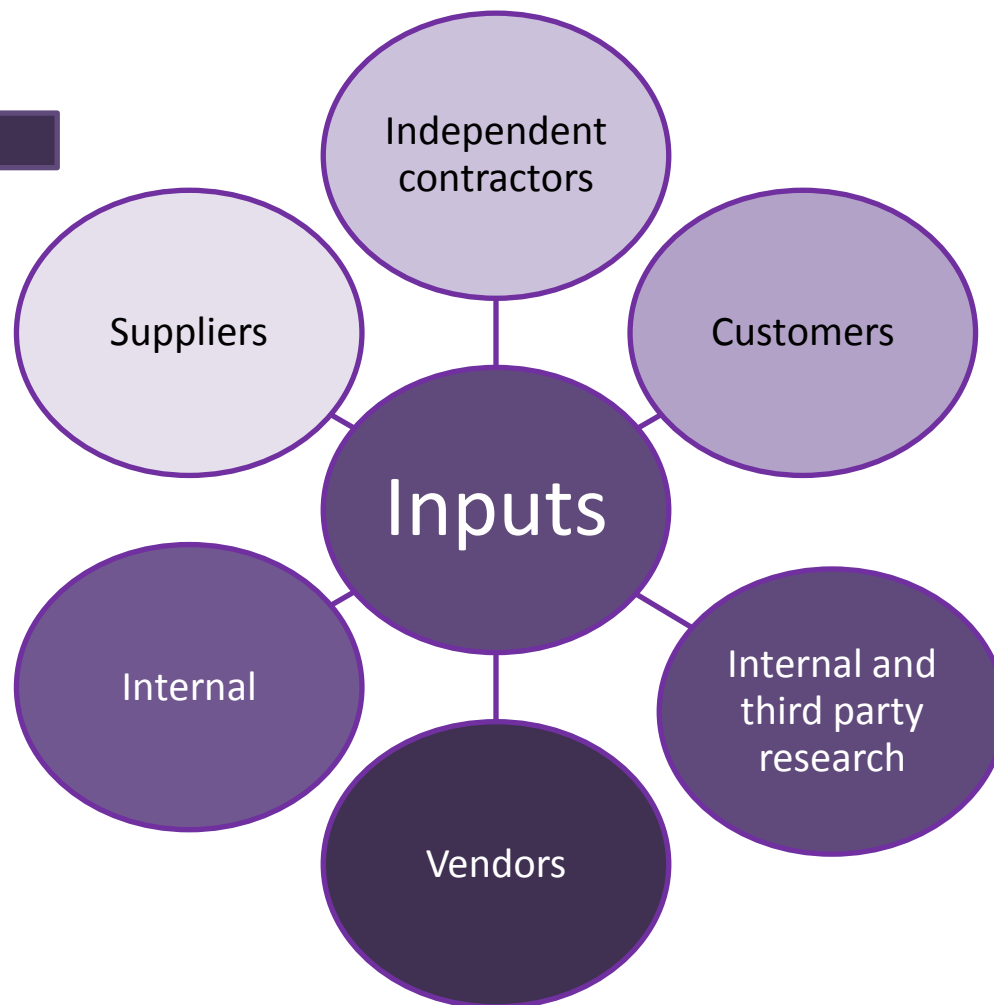 Independent
contractors
Suppliers
Customers
Inputs
Internal
Internal and
third party
research
Vendors